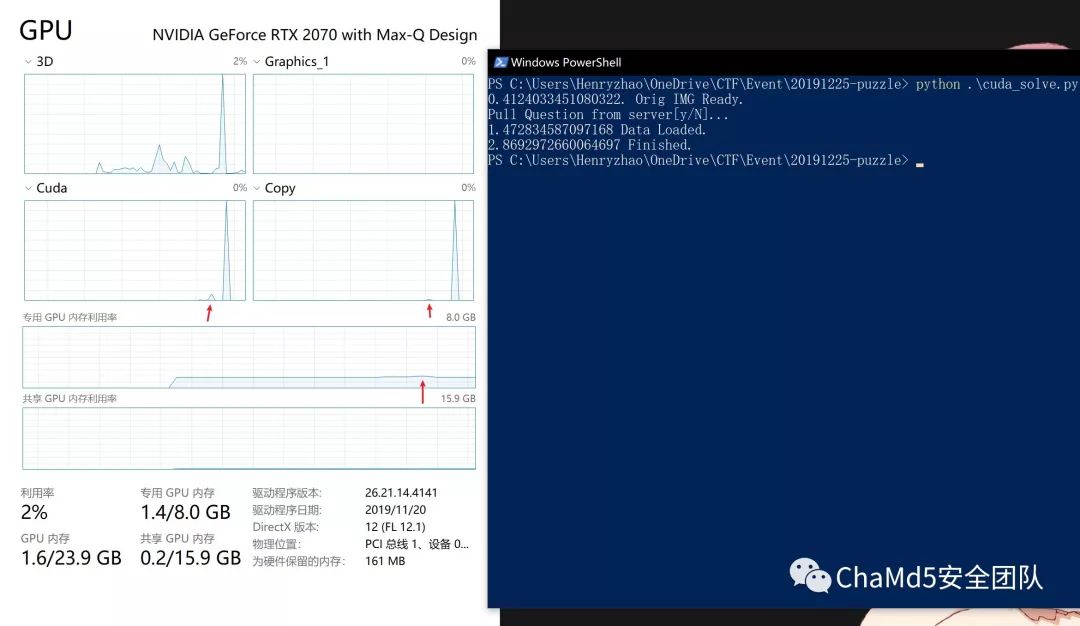 GPU
NVIDIA GeForce RTX 2070 with Max-Q Design
3D 2%
Graphics_1 0%
Cuda 0%
Copy 0%
专用 GPU 内存利用率 8.0 GB
共享 GPU 内存利用率 15.9 GB
利用率
2%
专用 GPU 内存
1.4/8.0 GB
GPU 内存
1.6/23.9 GB
共享 GPU 内存
0.2/15.9 GB
驱动程序版本: 26.21.14.4141
驱动程序日期: 2019/11/20
DirectX 版本: 12 (FL 12.1)
物理位置: PCI 总线 1、设备 0...
为硬件保留的内存: 161 MB
Windows PowerShell
PS C:\Users\Henryzhao\OneDrive\CTF\Event\20191225-puzzle> python .\cuda_solve.py
0.4124033451080322. Orig IMG Ready.
Pull Question from server[y/N]...
1.472834587097168 Data Loaded.
2.8692972660064697 Finished.
PS C:\Users\Henryzhao\OneDrive\CTF\Event\20191225-puzzle>
ChaMd5安全团队